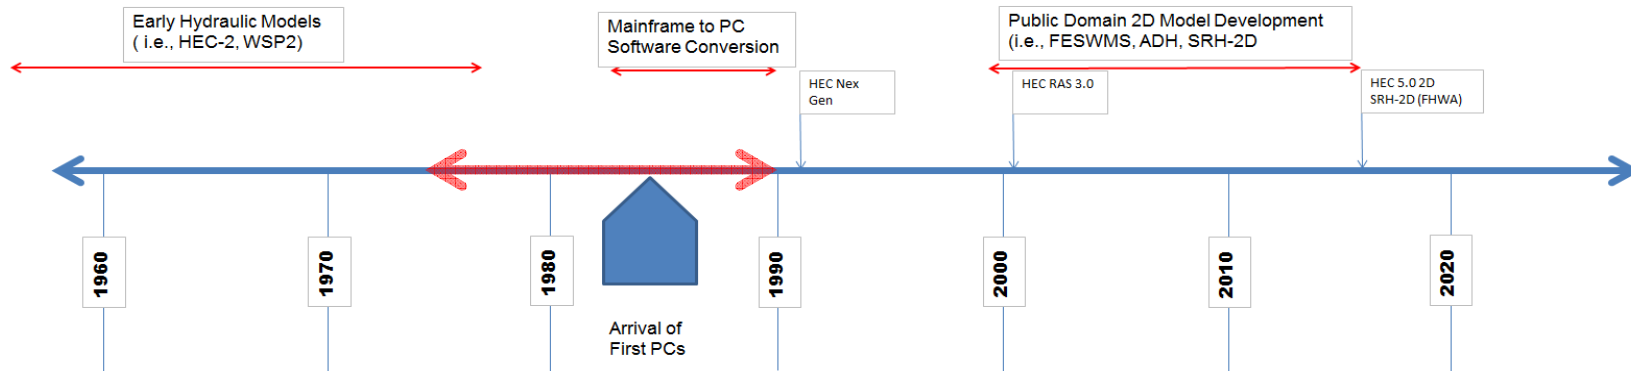 Early Hydraulic Models
( i.e., HEC-2, WSP2)
Mainframe to PC
Software Conversion
Public Domain 2D Model Development
(i.e., FESWMS, ADH, SRH-2D
HEC Nex
Gen
HEC RAS 3.0
HEC 5.0 2D
SRH-2D (FHWA)
1960
1970
1980
1990
2000
2010
2020
Arrival of
First PCs